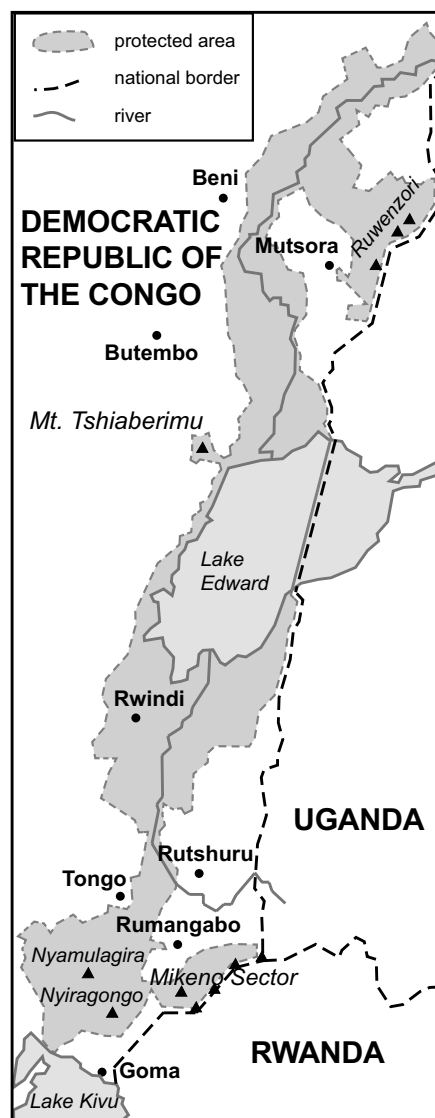 protected area
national border
river
Beni
DEMOCRATIC
REPUBLIC OF
THE CONGO
Ruwenzori
Mutsora
Butembo
Mt. Tshiaberimu
Lake
Edward
Rwindi
UGANDA
Rutshuru
Tongo
Rumangabo
Nyamulagira
Mikeno Sector
Nyiragongo
RWANDA
Goma
Lake Kivu